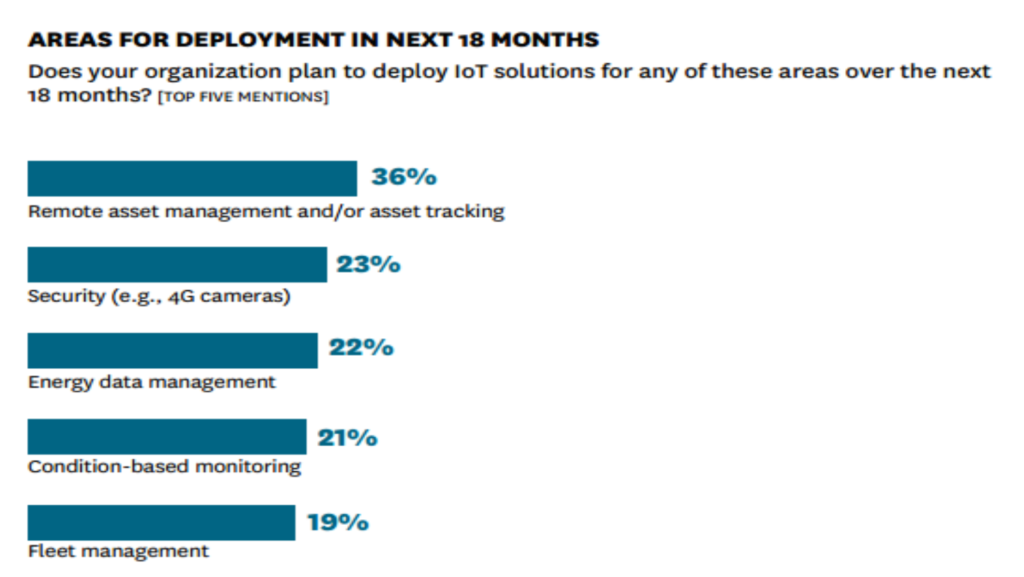 AREAS FOR DEPLOYMENT IN NEXT 18 MONTHS
Does your organization plan to deploy IoT solutions for any of these areas over the next
18 months? [TOP FIVE MENTIONS]
36%
Remote asset management and/or asset tracking
23%
Security (e.g., 4G cameras)
22%
Energy data management
21%
Condition-based monitoring
19%
Fleet management